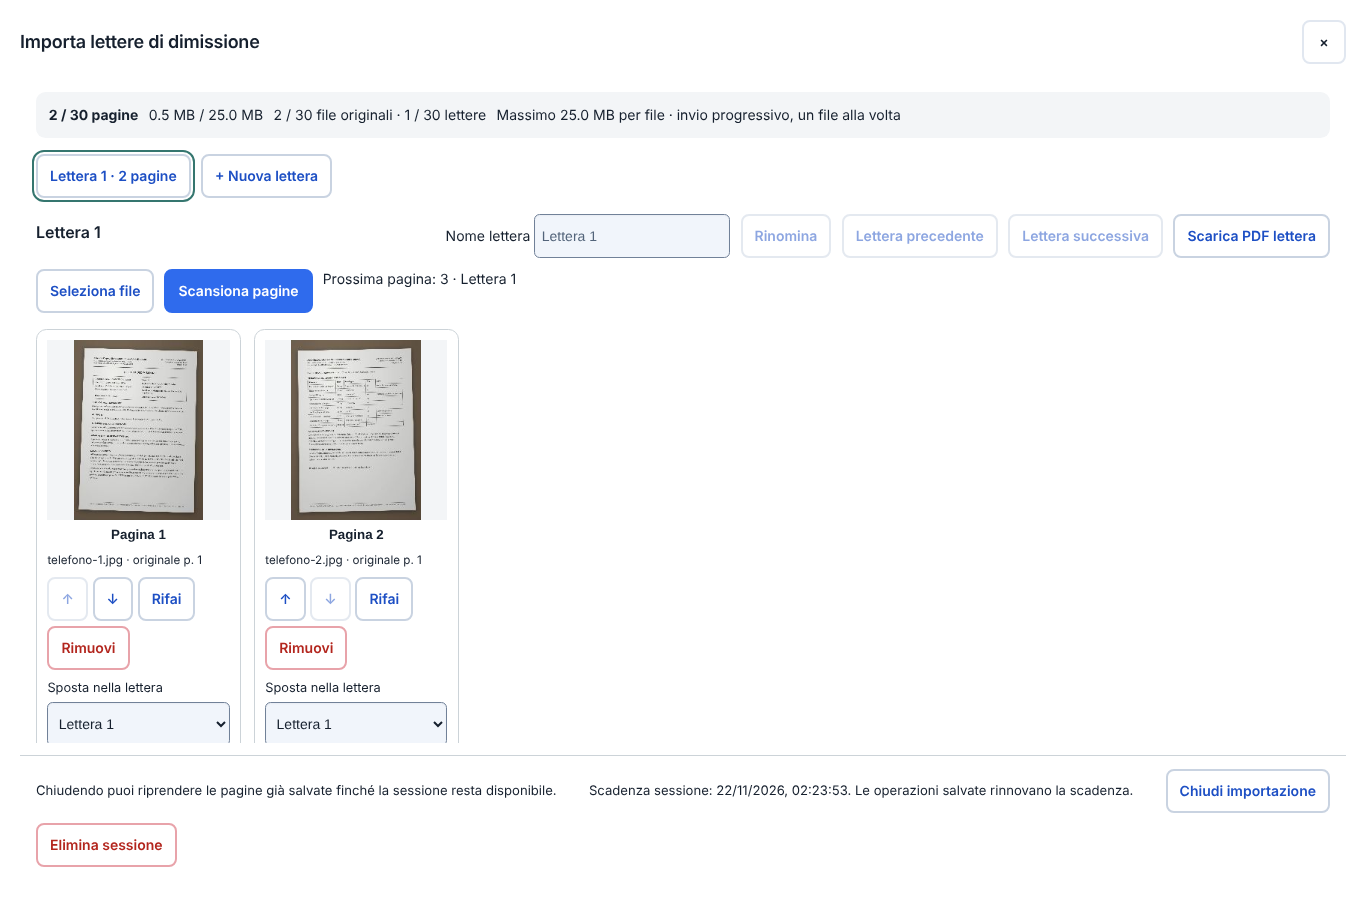 Importa lettere di dimissione
×
2 / 30 pagine 0.5 MB / 25.0 MB 2 / 30 file originali · 1 / 30 lettere Massimo 25.0 MB per file · invio progressivo, un file alla volta
Lettera 1 · 2 pagine + Nuova lettera
Lettera 1 Nome lettera Lettera 1 Rinomina Lettera precedente Lettera successiva Scarica PDF lettera
Seleziona file Scansiona pagine Prossima pagina: 3 · Lettera 1
Pagina 1 Pagina 2
telefono-1.jpg · originale p. 1 telefono-2.jpg · originale p. 1
↑ ↓ Rifai ↑ ↓ Rifai
Rimuovi Rimuovi
Sposta nella lettera Sposta nella lettera
Lettera 1 Lettera 1
Chiudendo puoi riprendere le pagine già salvate finché la sessione resta disponibile. Scadenza sessione: 22/11/2026, 02:23:53. Le operazioni salvate rinnovano la scadenza. Chiudi importazione
Elimina sessione